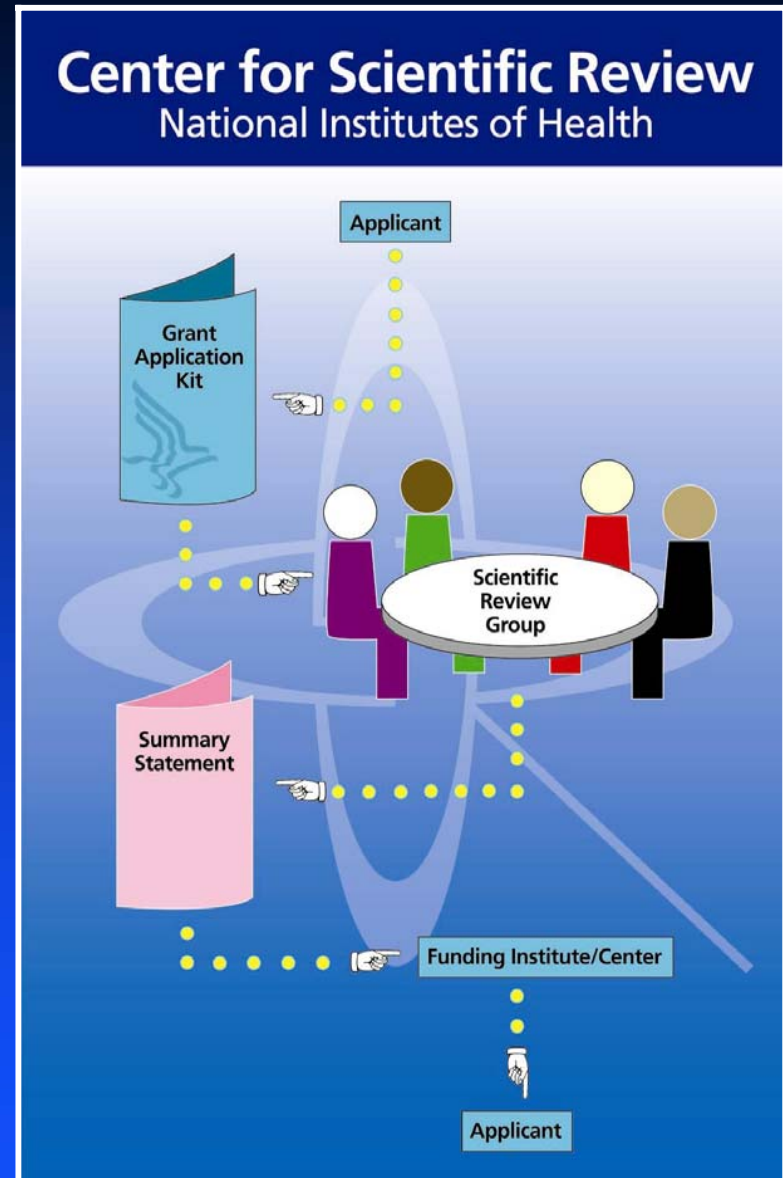 Center for Scientific Review
National Institutes of Health
Applicant
Grant
Application
Kit
Scientific
Review
Group
Summary
Statement
Funding Institute/Center
Applicant